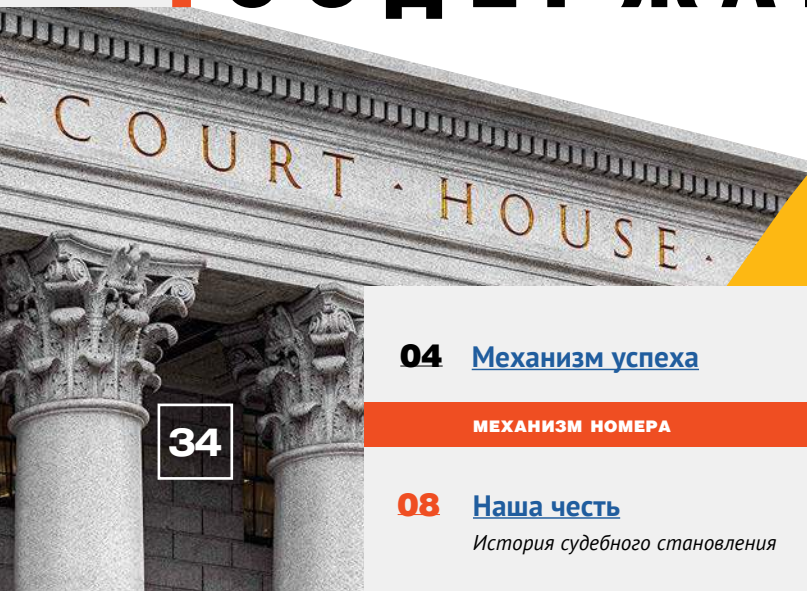 COURT · HOUSE ·
34
04 Механизм успеха
МЕХАНИЗМ НОМЕРА
08 Наша честь
История судебного становления